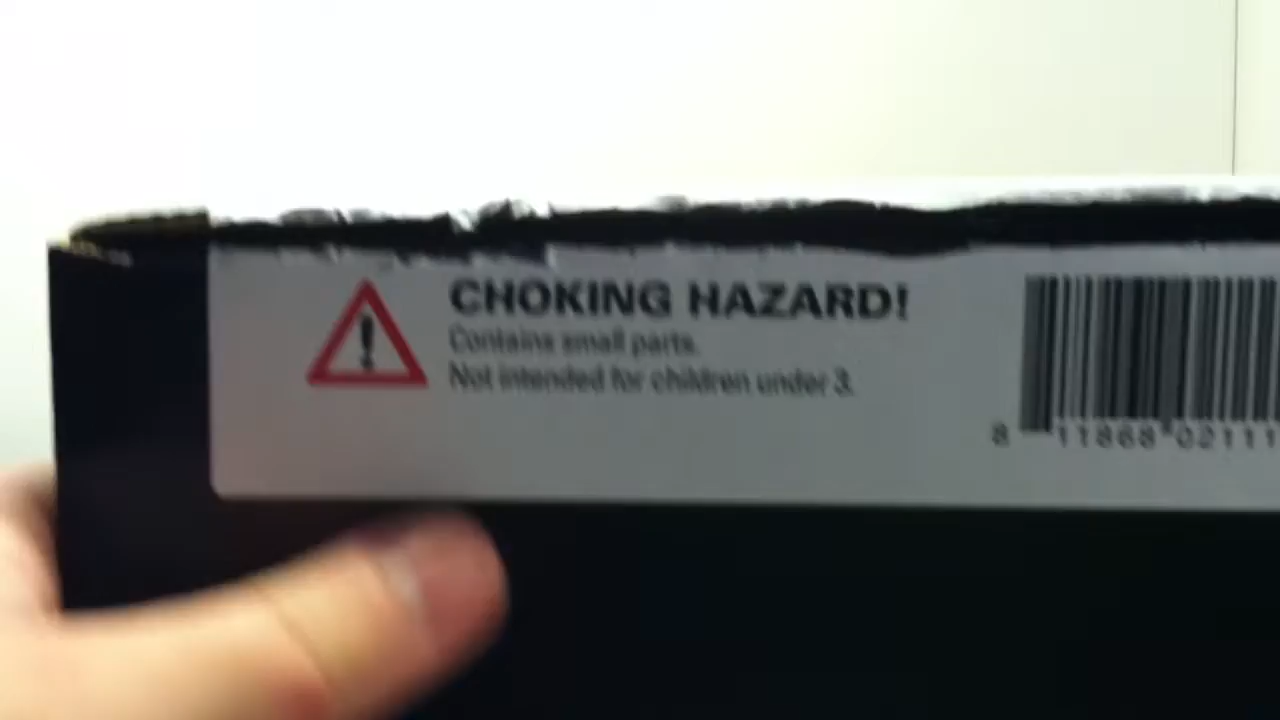 CHOKING HAZARD!
Contains small parts.
Not intended for children under 3.
8 11868 02111